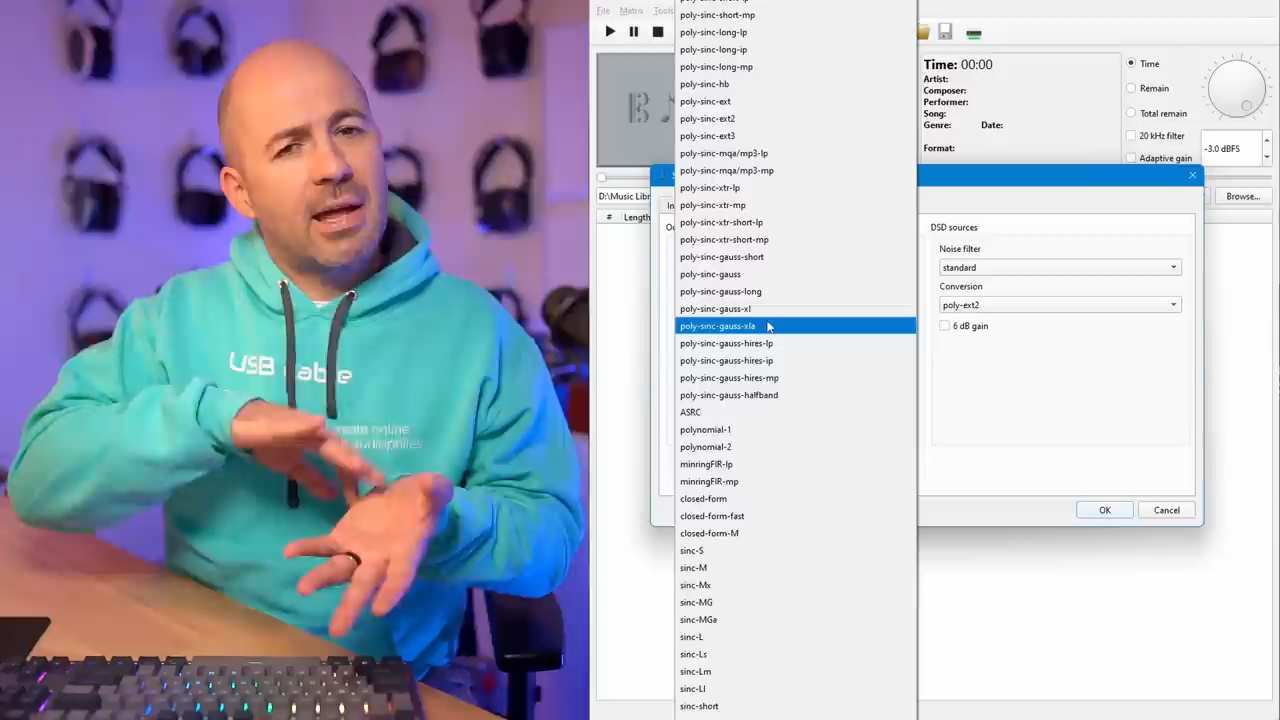 USB cable
audiophiles
File
Matrix
Tools
Time: 00:00
Artist:
Composer:
Performer:
Song:
Genre:
Date:
Format:
Time
Remain
Total remain
20 kHz filter
Adaptive gain
-3.0 dBFS
D:\Music Libr
Browse...
#
Length
poly-sinc-short-mp
poly-sinc-long-lp
poly-sinc-long-ip
poly-sinc-long-mp
poly-sinc-hb
poly-sinc-ext
poly-sinc-ext2
poly-sinc-ext3
poly-sinc-mqa/mp3-lp
poly-sinc-mqa/mp3-mp
poly-sinc-xtr-lp
poly-sinc-xtr-mp
poly-sinc-xtr-short-lp
poly-sinc-xtr-short-mp
poly-sinc-gauss-short
poly-sinc-gauss
poly-sinc-gauss-long
poly-sinc-gauss-xl
poly-sinc-gauss-xla
poly-sinc-gauss-hires-lp
poly-sinc-gauss-hires-ip
poly-sinc-gauss-hires-mp
poly-sinc-gauss-halfband
ASRC
polynomial-1
polynomial-2
minringFIR-lp
minringFIR-mp
closed-form
closed-form-fast
closed-form-M
sinc-S
sinc-M
sinc-Mx
sinc-MG
sinc-MGa
sinc-L
sinc-Ls
sinc-Lm
sinc-Ll
sinc-short
DSD sources
Noise filter
standard
Conversion
poly-ext2
6 dB gain
OK
Cancel